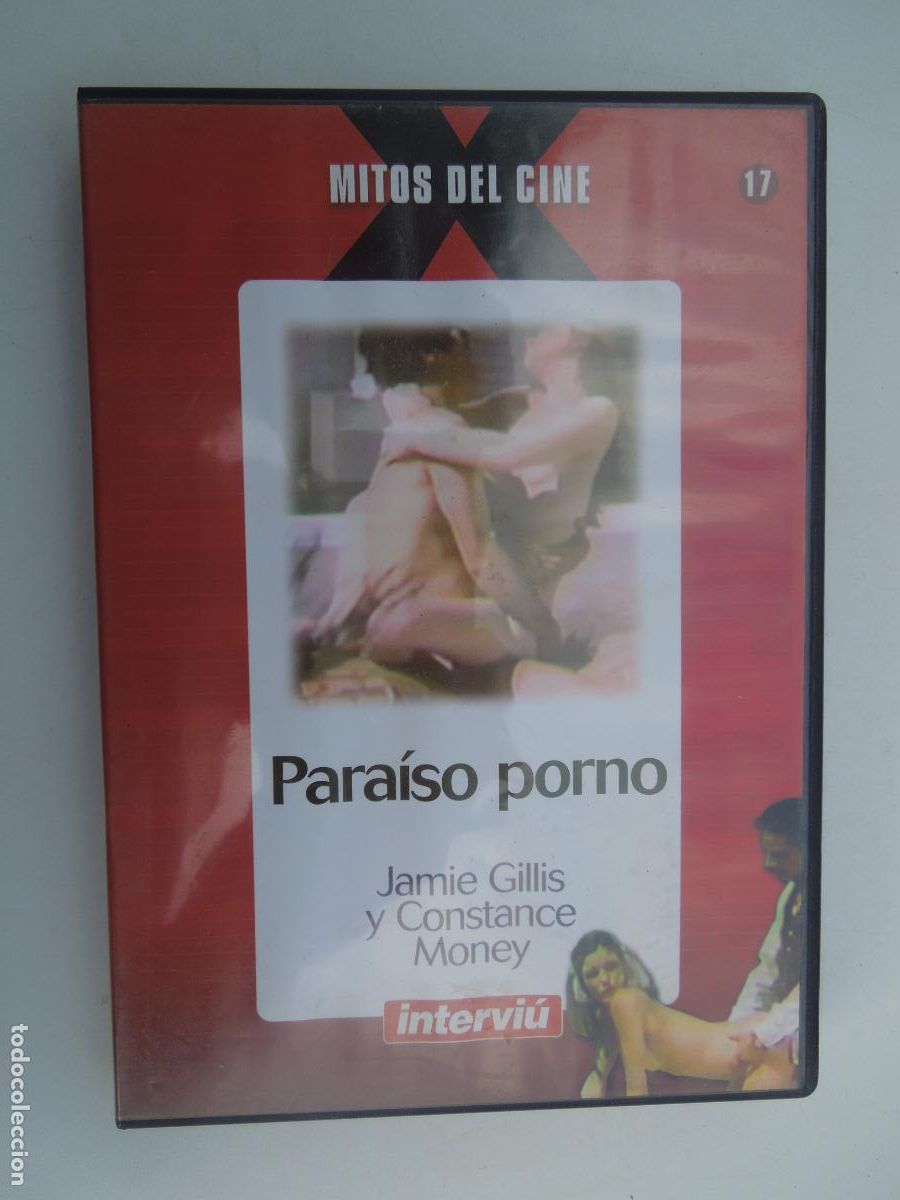 X
MITOS DEL CINE
17
Paraíso porno
Jamie Gillis
y Constance
Money
interviú
todocoleccion